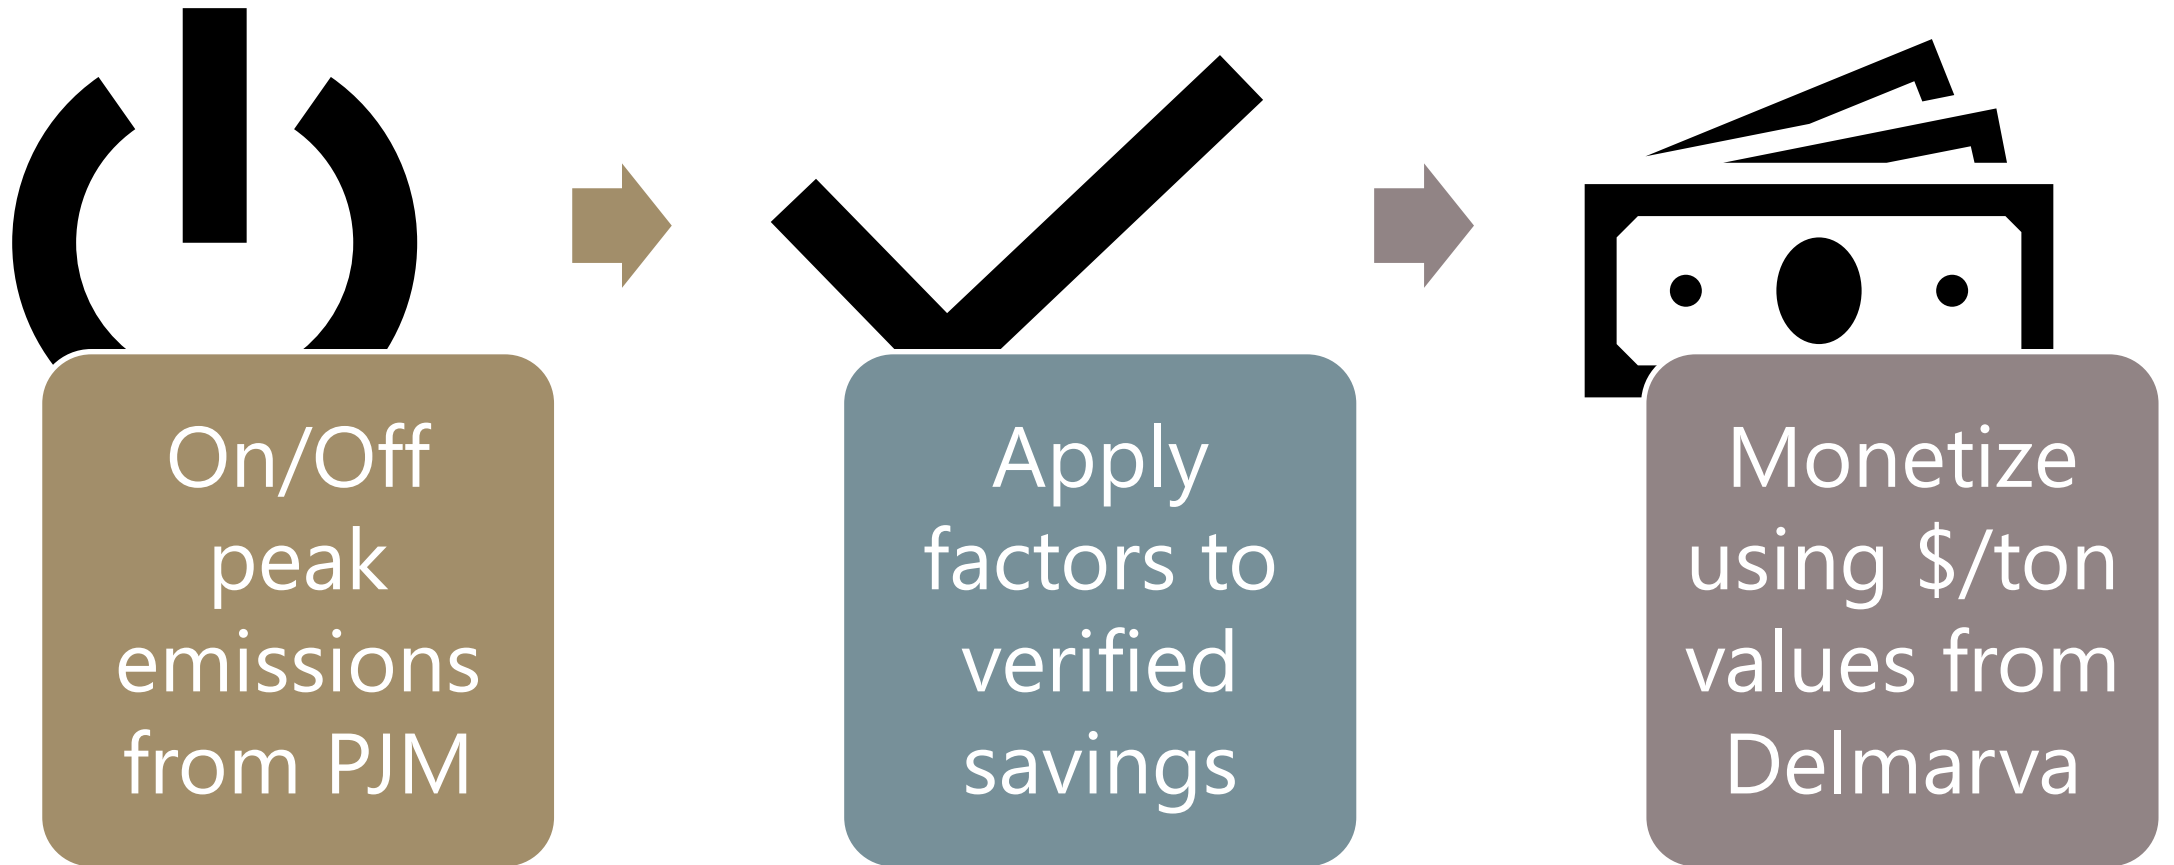 On/Off
peak
emissions
from PJM
Apply
factors to
verified
savings
Monetize
using $/ton
values from
Delmarva